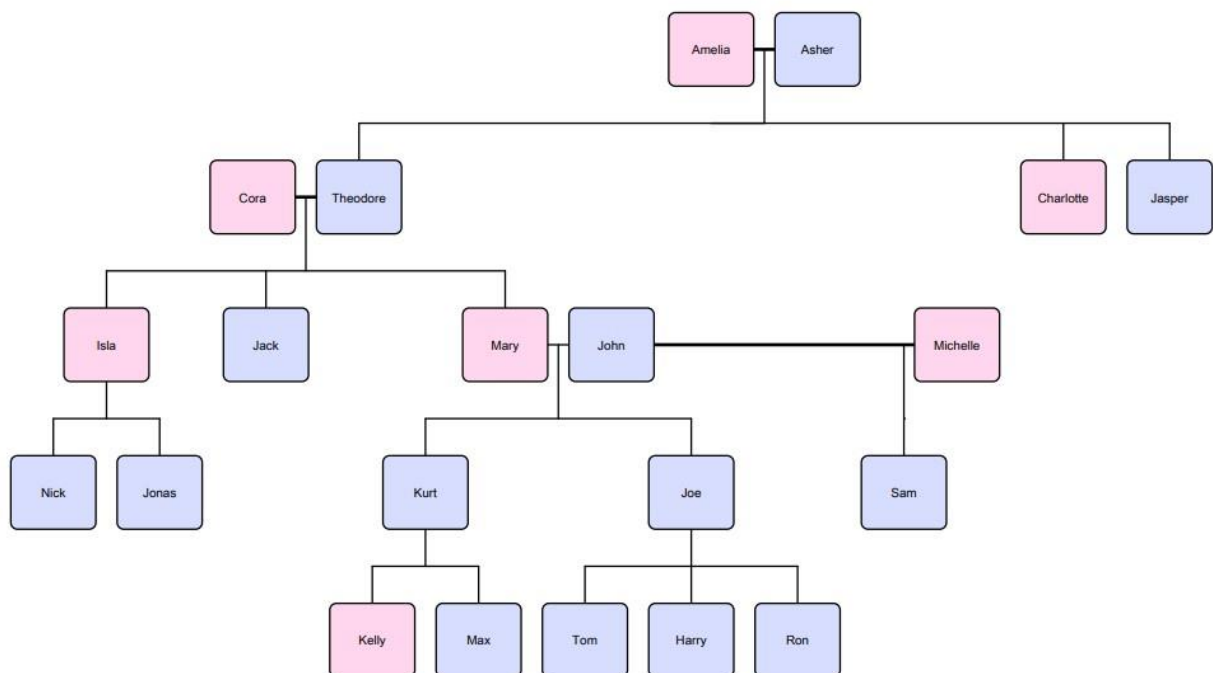 Amelia
Asher
Cora
Theodore
Charlotte
Jasper
Isla
Jack
Mary
John
Michelle
Nick
Jonas
Kurt
Joe
Sam
Kelly
Max
Tom
Harry
Ron